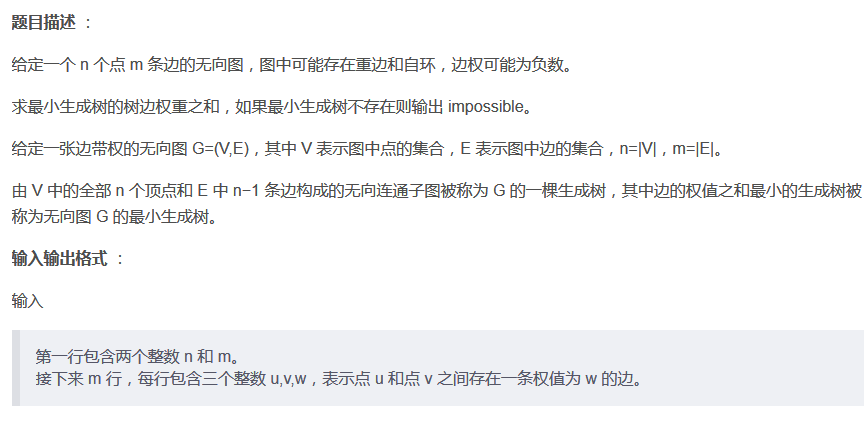 题目描述 ：
给定一个 n 个点 m 条边的无向图，图中可能存在重边和自环，边权可能为负数。
求最小生成树的树边权重之和，如果最小生成树不存在则输出 impossible。
给定一张边带权的无向图 G=(V,E)，其中 V 表示图中点的集合，E 表示图中边的集合，n=|V|，m=|E|。
由 V 中的全部 n 个顶点和 E 中 n−1 条边构成的无向连通子图被称为 G 的一棵生成树，其中边的权值之和最小的生成树被
称为无向图 G 的最小生成树。
输入输出格式 ：
输入
第一行包含两个整数 n 和 m。
接下来 m 行，每行包含三个整数 u,v,w，表示点 u 和点 v 之间存在一条权值为 w 的边。